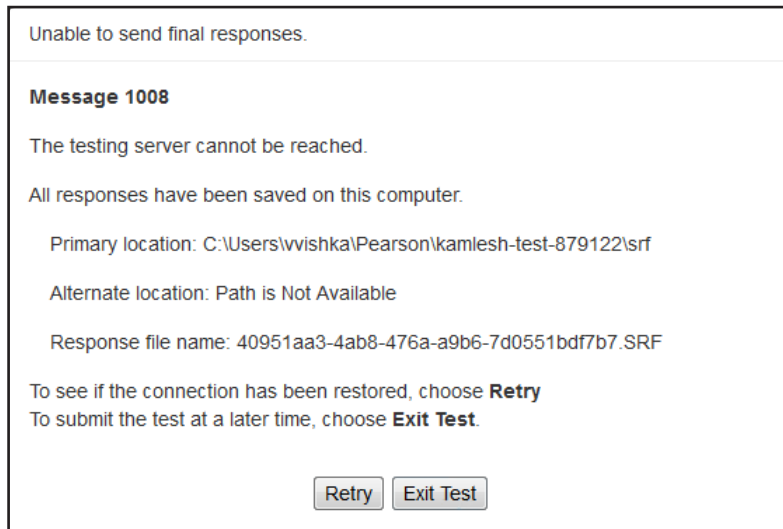 Unable to send final responses.
Message 1008
The testing server cannot be reached.
All responses have been saved on this computer.
Primary location: C:\Users\vvishka\Pearson\kamlesh-test-879122\srf
Alternate location: Path is Not Available
Response file name: 40951aa3-4ab8-476a-a9b6-7d0551bdf7b7.SRF
To see if the connection has been restored, choose Retry
To submit the test at a later time, choose Exit Test.
Retry Exit Test